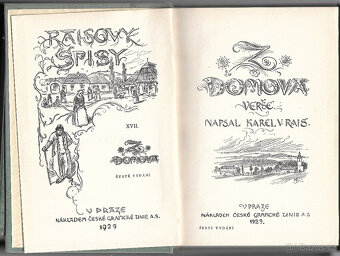 RAISOVY
SPISY
XVII.
Z
DOMOVA
ŠESTÉ VYDÁNÍ
V PRAZE
NÁKLADEM ČESKÉ GRAFICKÉ UNIE A.S.
1929
Z
DOMOVA
VERŠE
NAPSAL KAREL V. RAIS.
V PRAZE
NÁKLADEM ČESKÉ GRAFICKÉ UNIE A.S.
1929.
ŠESTÉ VYDÁNÍ